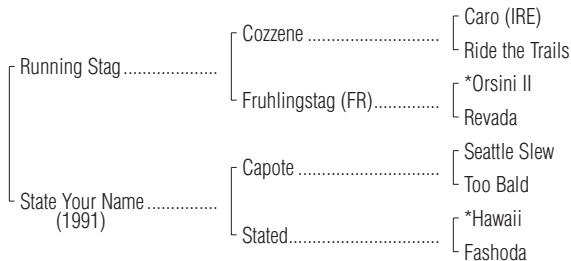 Caro (IRE)
Cozzene ........................
Ride the Trails
Running Stag ...................
*Orsini II
Fruhlingstag (FR)..............
Revada
Seattle Slew
Capote ..........................
Too Bald
State Your Name ..............
(1991)
*Hawaii
Stated.............................
Fashoda